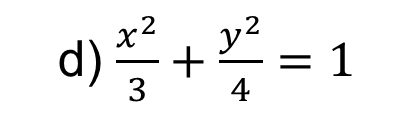 d) x²/3 + y²/4 = 1